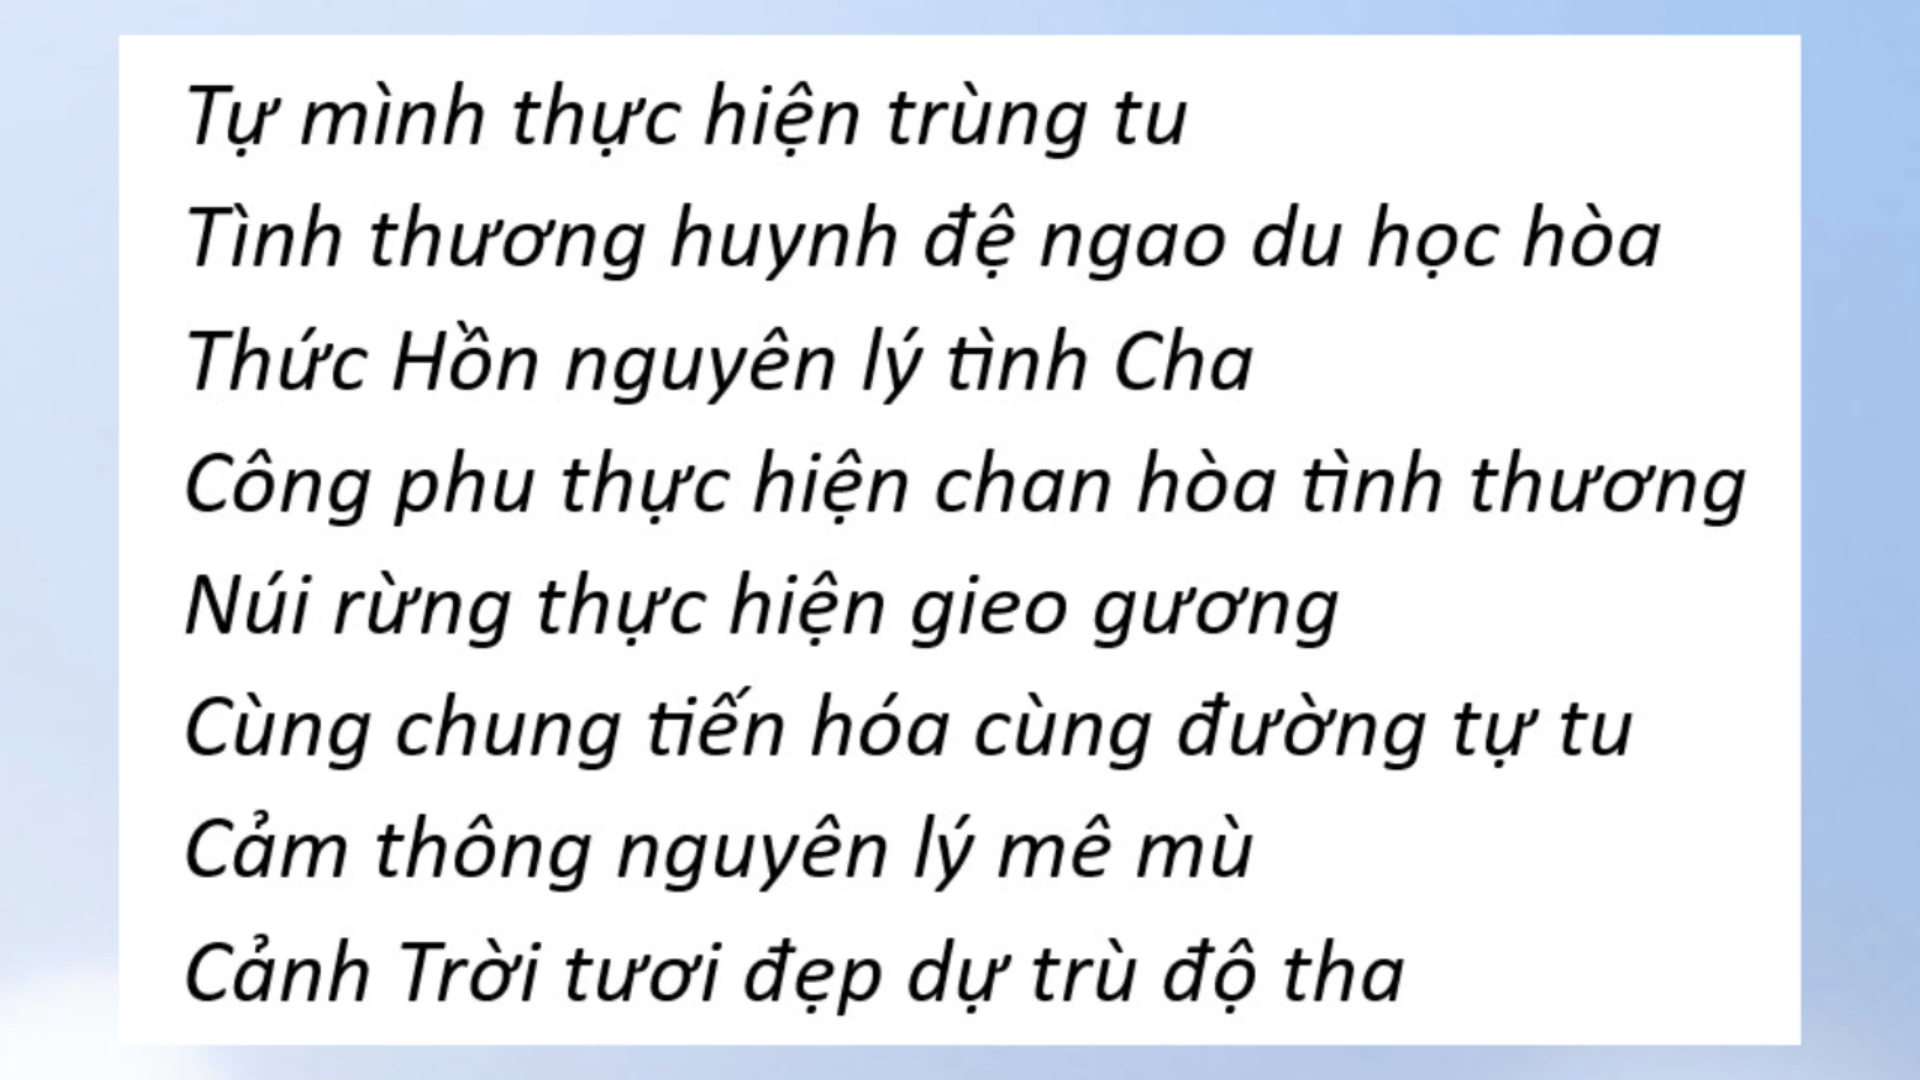 Tự mình thực hiện trùng tu
Tình thương huynh đệ ngao du học hòa
Thức Hồn nguyên lý tình Cha
Công phu thực hiện chan hòa tình thương
Núi rừng thực hiện gieo gương
Cùng chung tiến hóa cùng đường tự tu
Cảm thông nguyên lý mê mù
Cảnh Trời tươi đẹp dự trù độ tha